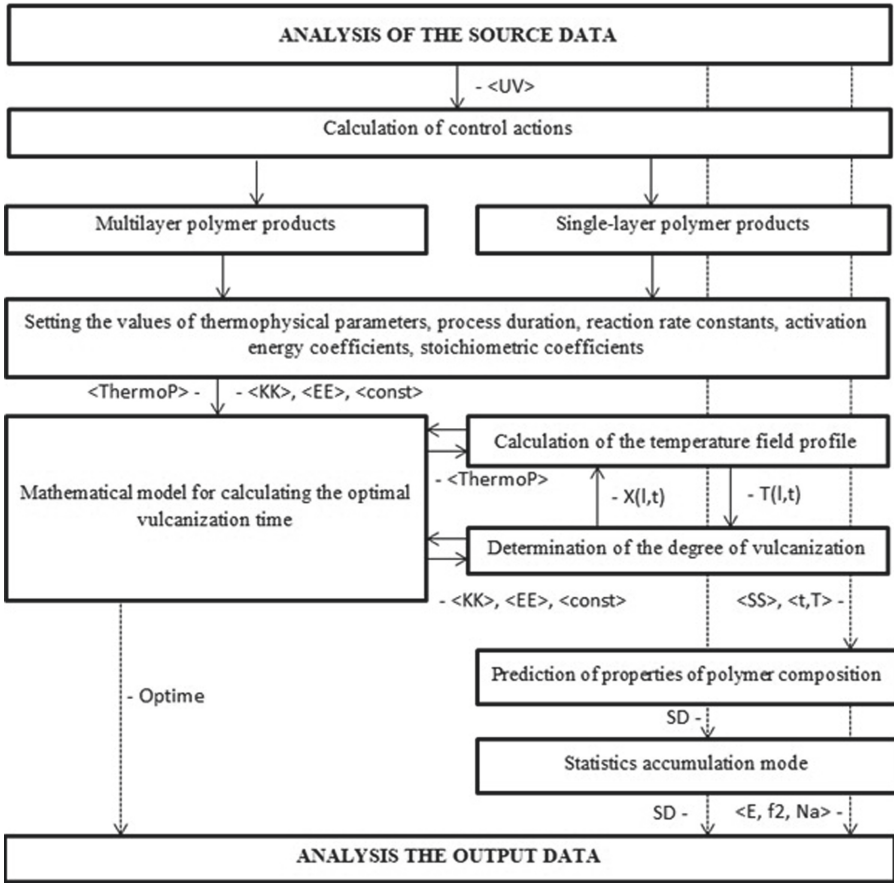 ANALYSIS OF THE SOURCE DATA
- <UV>
Calculation of control actions
Multilayer polymer products
Single-layer polymer products
Setting the values of thermophysical parameters, process duration, reaction rate constants, activation
energy coefficients, stoichiometric coefficients
<ThermoP> -
- <KK>, <EE>, <const>
Calculation of the temperature field profile
Mathematical model for calculating the optimal
vulcanization time
- <ThermoP>
- X(l,t)
- T(l,t)
Determination of the degree of vulcanization
- <KK>, <EE>, <const>
<SS>, <t,T> -
Prediction of properties of polymer composition
- Optime
SD -
Statistics accumulation mode
SD -
<E, f2, Na> -
ANALYSIS THE OUTPUT DATA